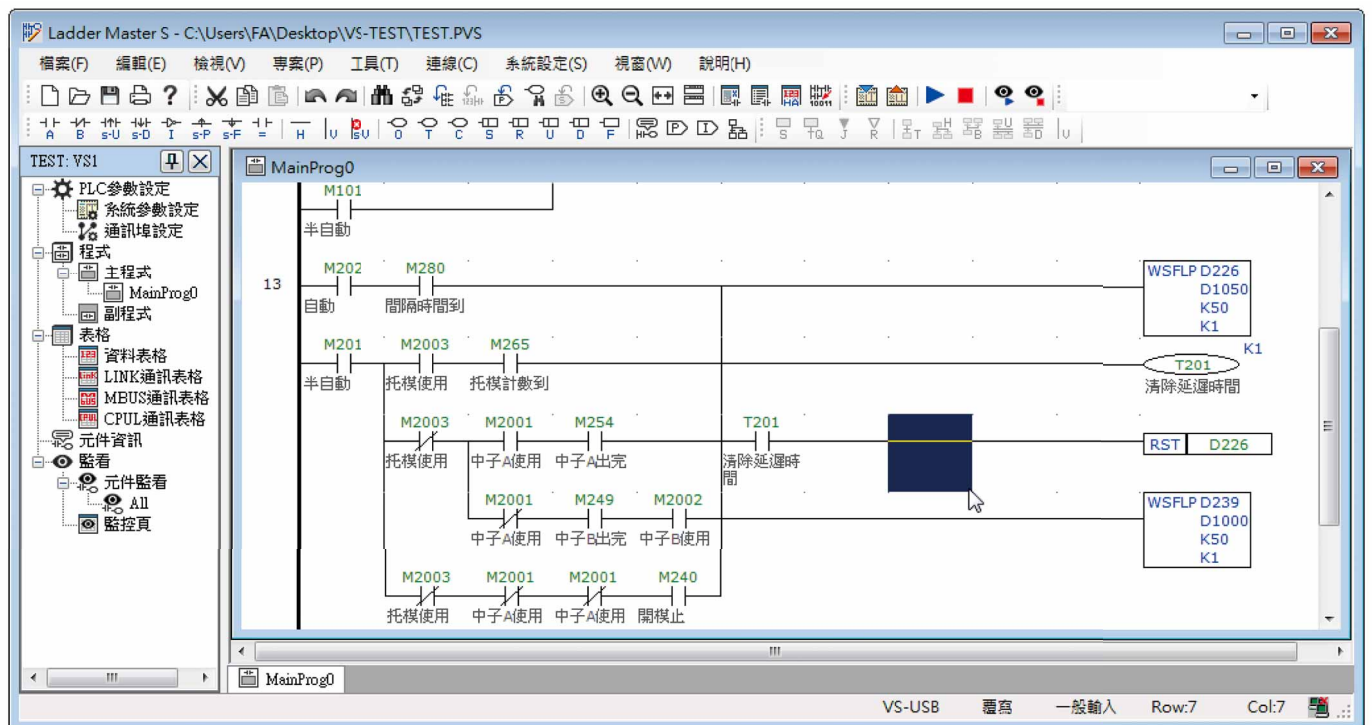 Ladder Master S - C:\Users\FA\Desktop\VS-TEST\TEST.PVS
檔案(F) 編輯(E) 檢視(V) 專案(P) 工具(T) 連線(C) 系統設定(S) 視窗(W) 說明(H)
A B S-U S-D I S-P S-F = H U SU O T C S R U D F
TEST: VS1
PLC參數設定
系統參數設定
通訊埠設定
程式
主程式
MainProg0
副程式
表格
資料表格
LINK通訊表格
MBUS通訊表格
CPUL通訊表格
元件資訊
監看
元件監看
All
監控頁
MainProg0
M101
半自動
13
M202 M280
自動 間隔時間到
WSFLP D226
D1050
K50
K1
M201 M2003 M265
半自動 托模使用 托模計數到
K1
T201
清除延遲時間
M2003 M2001 M254 T201
托模使用 中子A使用 中子A出完 清除延遲時
間
RST D226
M2001 M249 M2002
中子A使用 中子B出完 中子B使用
WSFLP D239
D1000
K50
K1
M2003 M2001 M2001 M240
托模使用 中子A使用 中子A使用 開模止
MainProg0
VS-USB 覆寫 一般輸入 Row:7 Col:7